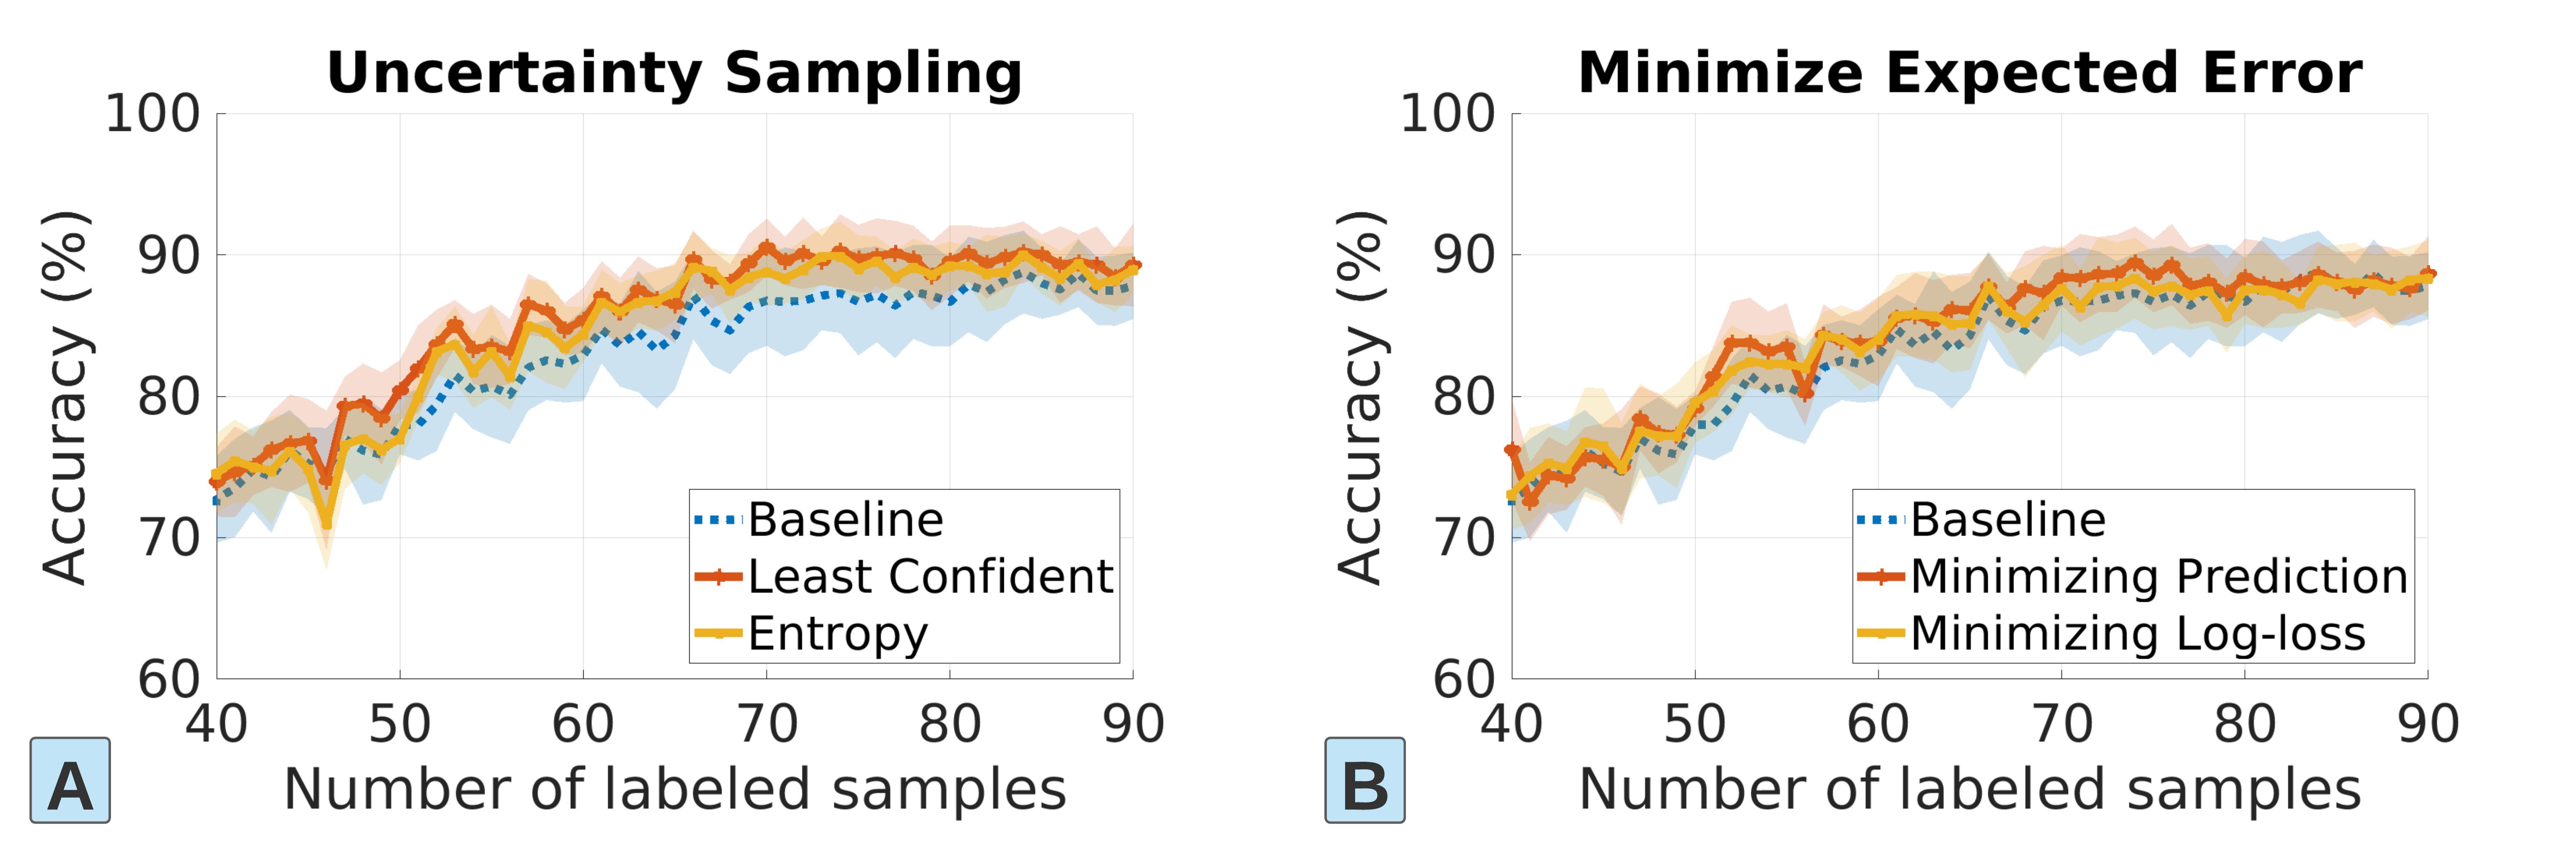 Uncertainty Sampling
100
90
80
70
60
Accuracy (%)
40 50 60 70 80 90
Number of labeled samples
Baseline
Least Confident
Entropy
A
Minimize Expected Error
100
90
80
70
60
Accuracy (%)
40 50 60 70 80 90
Number of labeled samples
Baseline
Minimizing Prediction
Minimizing Log-loss
B